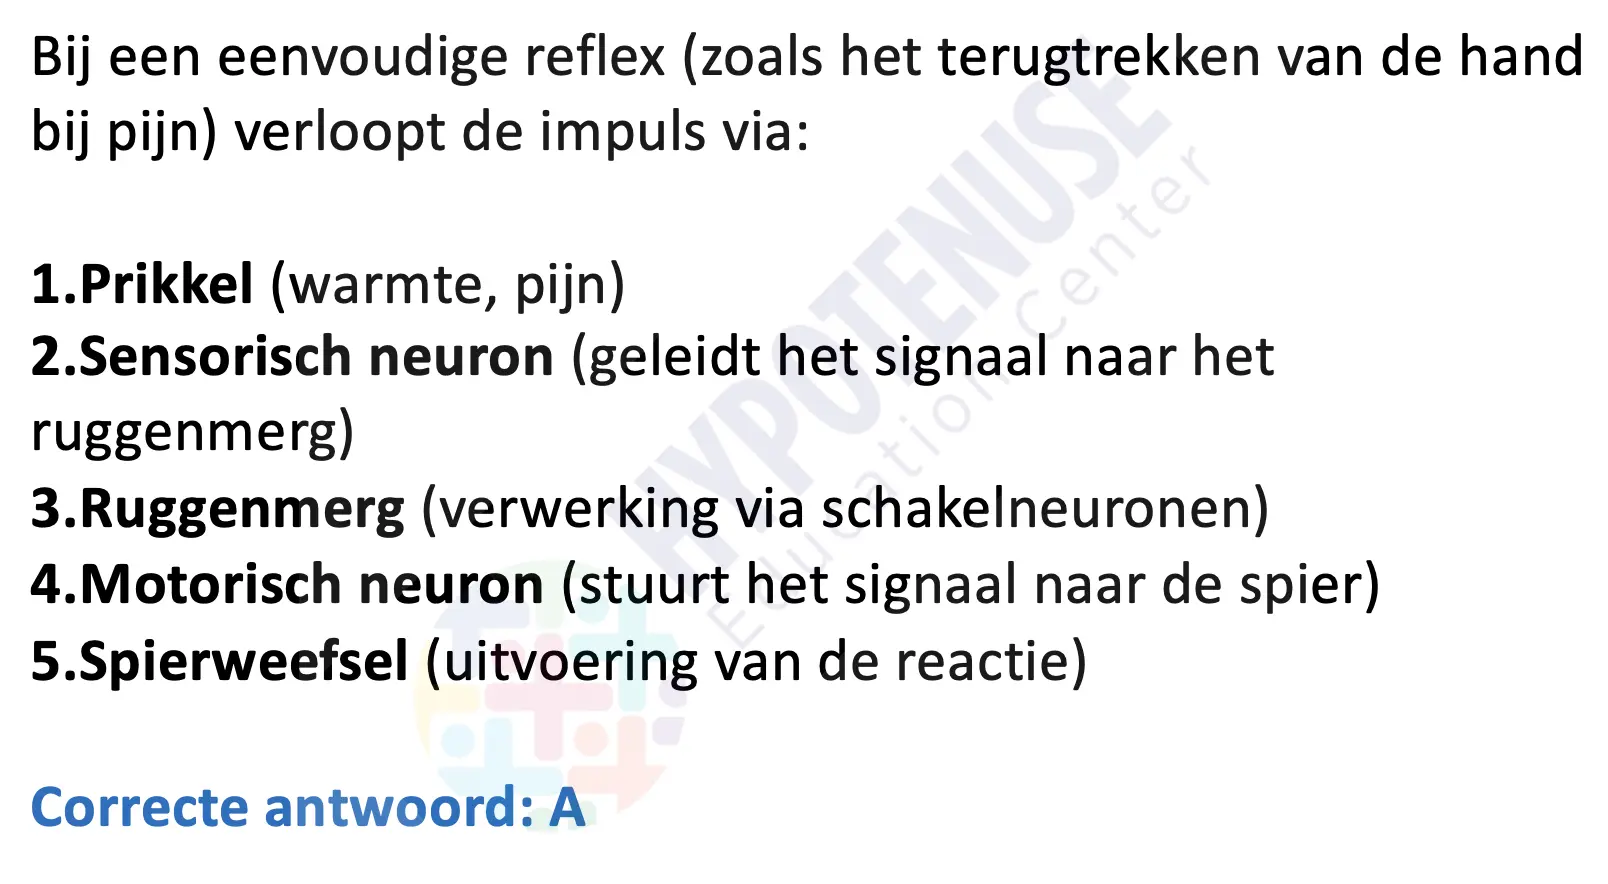 Bij een eenvoudige reflex (zoals het terugtrekken van de hand
bij pijn) verloopt de impuls via:
1.Prikkel (warmte, pijn)
2.Sensorisch neuron (geleidt het signaal naar het
ruggenmerg)
3.Ruggenmerg (verwerking via schakelneuronen)
4.Motorisch neuron (stuurt het signaal naar de spier)
5.Spierweefsel (uitvoering van de reactie)
Correcte antwoord: A
HYPOTENUSE
Education Center